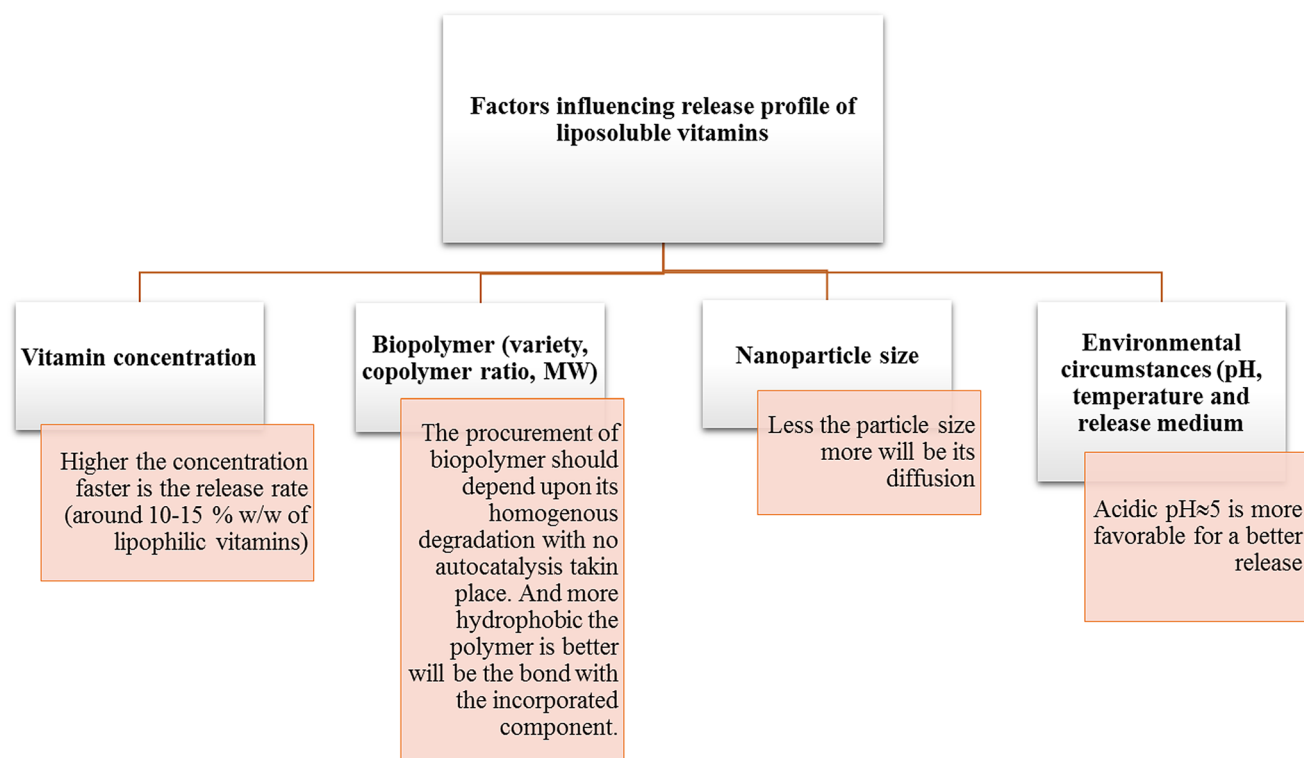 Factors influencing release profile of
liposoluble vitamins
Vitamin concentration
Higher the concentration
faster is the release rate
(around 10-15 % w/w of
lipophilic vitamins)
Biopolymer (variety,
copolymer ratio, MW)
The procurement of
biopolymer should
depend upon its
homogenous
degradation with no
autocatalysis takin
place. And more
hydrophobic the
polymer is better
will be the bond with
the incorporated
component.
Nanoparticle size
Less the particle size
more will be its
diffusion
Environmental
circumstances (pH,
temperature and
release medium
Acidic pH≈5 is more
favorable for a better
release